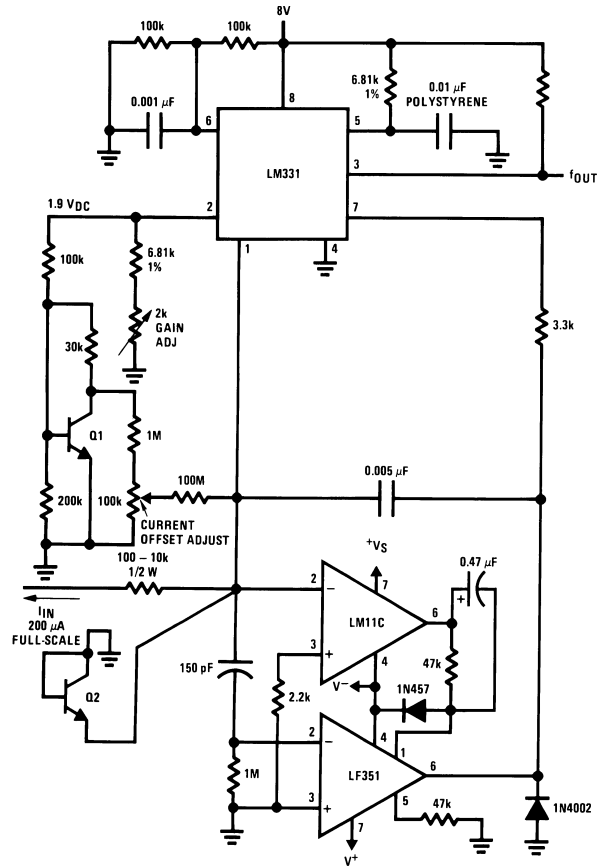 8V
100k
100k
6.81k
1%
0.01 µF
POLYSTYRENE
0.001 µF
8
6
5
LM331
3
fOUT
1.9 VDC
2
7
1
4
100k
6.81k
1%
2k
GAIN
ADJ
3.3k
30k
Q1
1M
100M
0.005 µF
200k
100k
CURRENT
OFFSET ADJUST
100 – 10k
1/2 W
+VS
0.47 µF
IIN
200 µA
FULL-SCALE
2
–
7
LM11C
6
+
3
+
4
150 pF
47k
V–
1N457
Q2
2.2k
4
1
2
–
LF351
6
1M
3
+
5
47k
1N4002
7
V+